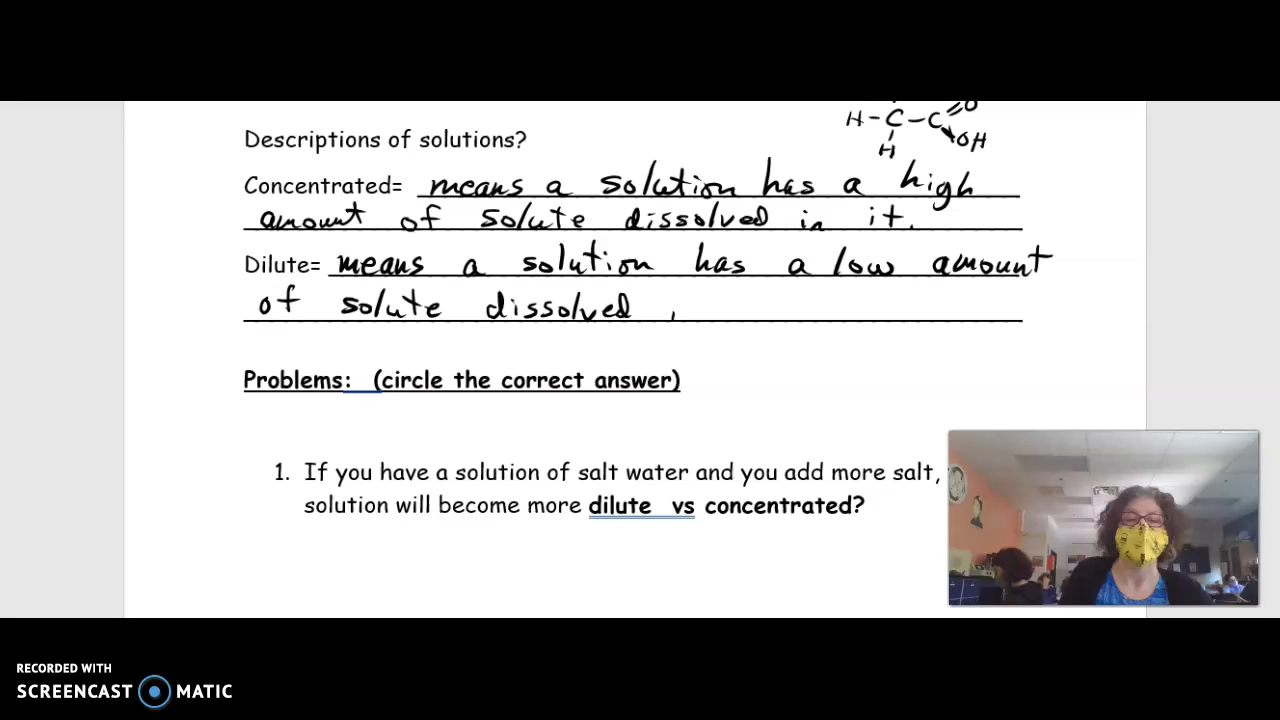 H-C-C=O
OH
H
Descriptions of solutions?
Concentrated= means a solution has a high
amount of solute dissolved in it.
Dilute= means a solution has a low amount
of solute dissolved.
Problems: (circle the correct answer)
1. If you have a solution of salt water and you add more salt,
solution will become more dilute vs concentrated?
RECORDED WITH
SCREENCAST MATIC